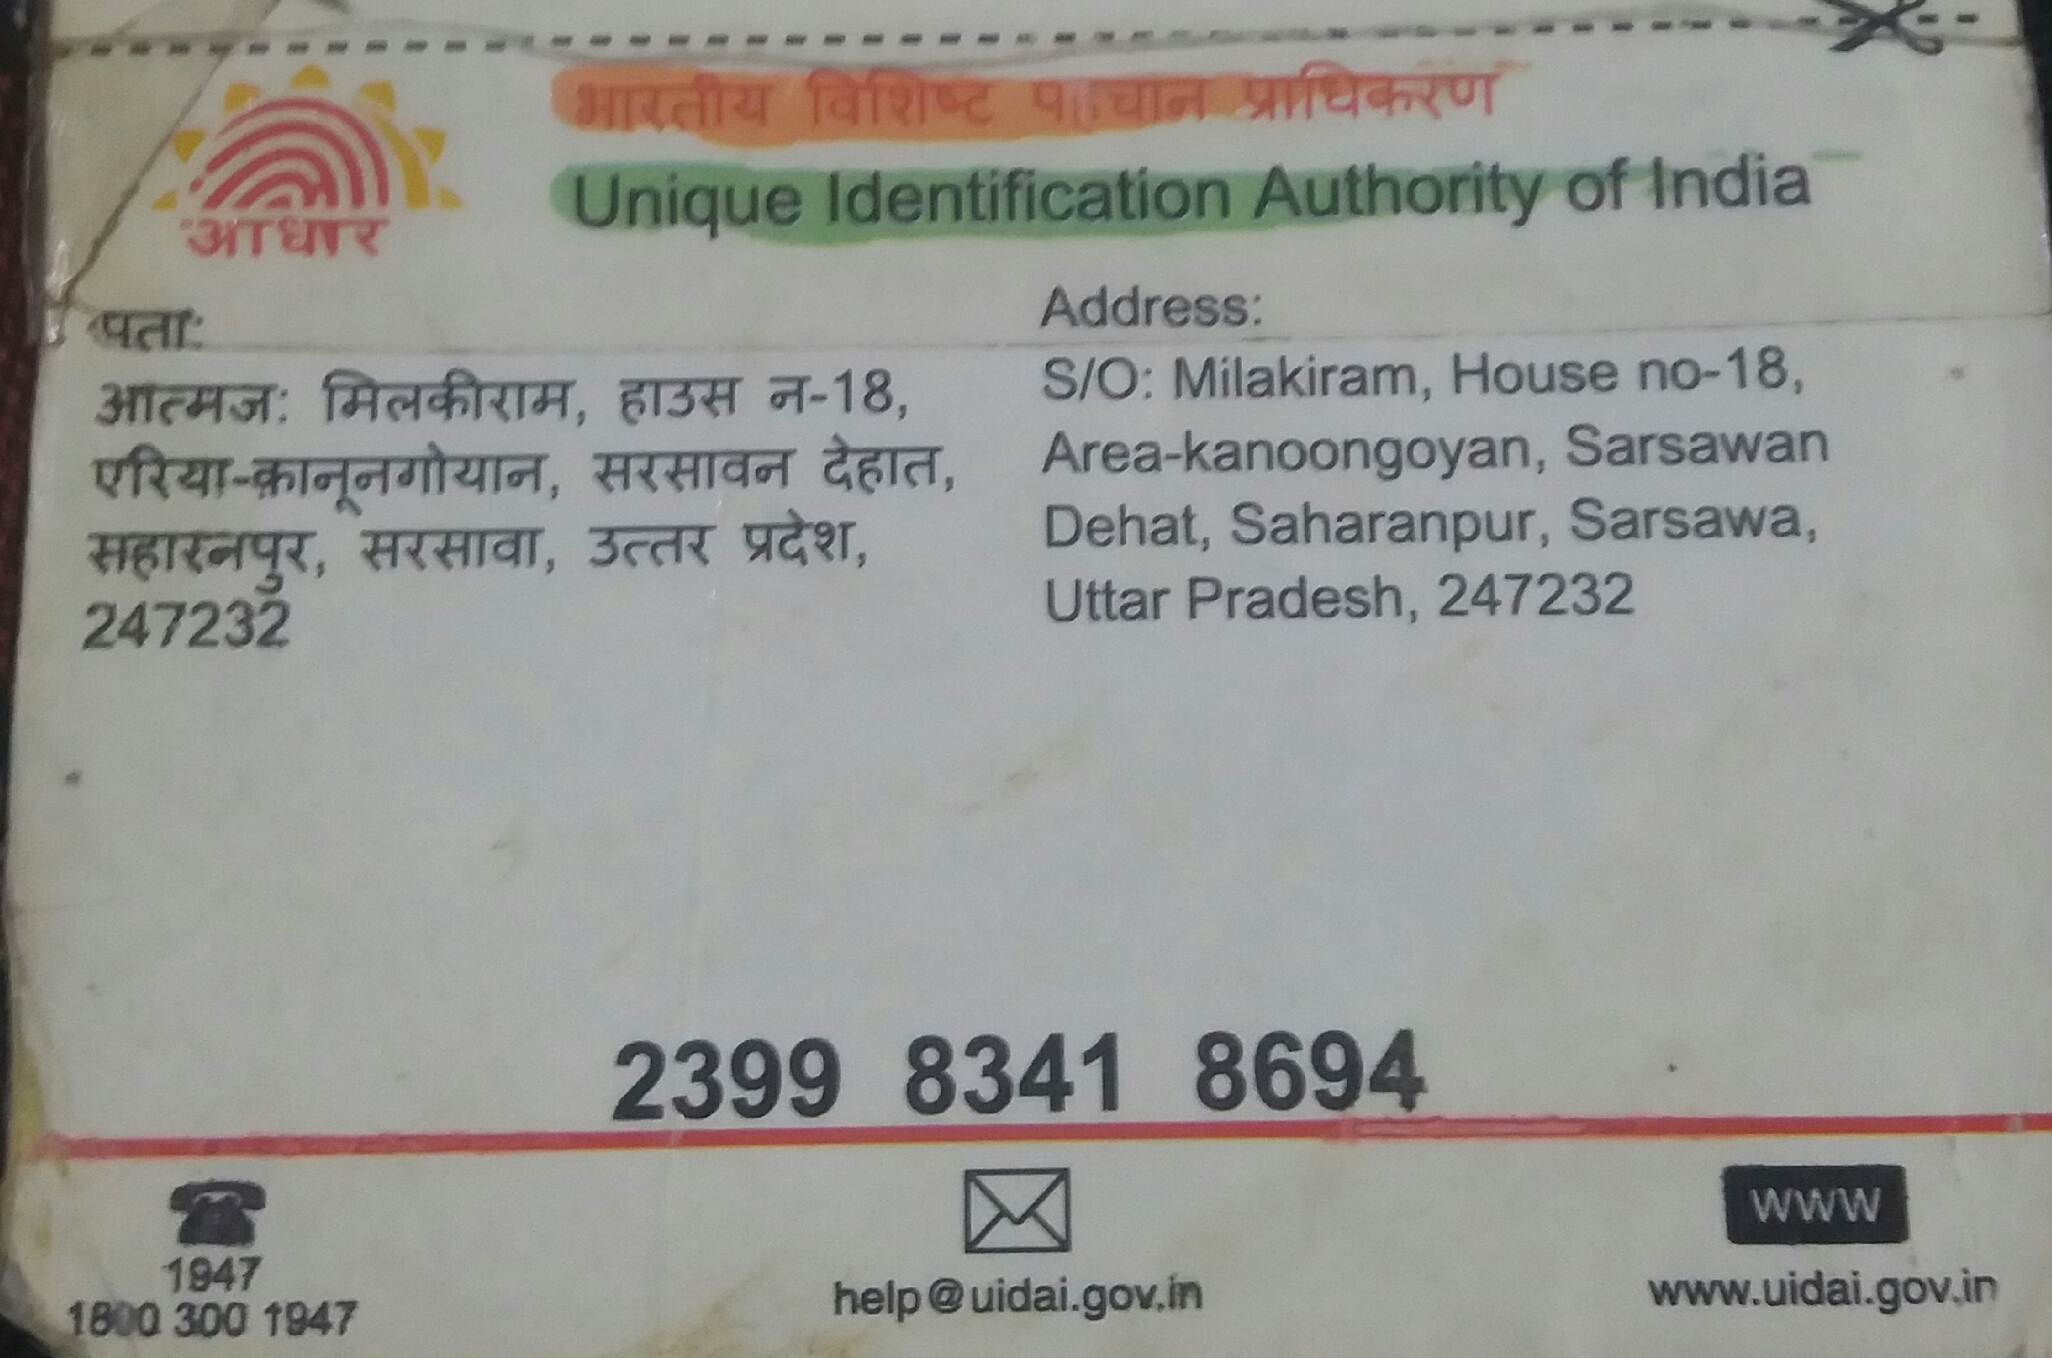 भारतीय विशिष्ट पहचान प्राधिकरण
Unique Identification Authority of India
आधार
पता:
आत्मज: मिलकीराम, हाउस न-18,
एरिया-क़ानूनगोयान, सरसावन देहात,
सहारनपुर, सरसावा, उत्तर प्रदेश,
247232
Address:
S/O: Milakiram, House no-18,
Area-kanoongoyan, Sarsawan
Dehat, Saharanpur, Sarsawa,
Uttar Pradesh, 247232
2399 8341 8694
1947
1800 300 1947
help@uidai.gov.in
www
www.uidai.gov.in